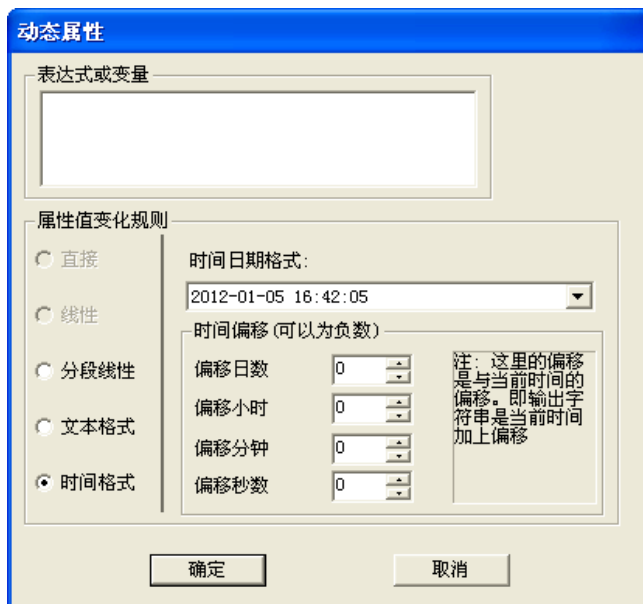 动态属性
表达式或变量
属性值变化规则
直接
线性
分段线性
文本格式
时间格式
时间日期格式:
2012-01-05 16:42:05
时间偏移(可以为负数)
偏移日数 0
偏移小时 0
偏移分钟 0
偏移秒数 0
注: 这里的偏移
是与当前时间的
偏移。即输出字
符串是当前时间
加上偏移
确定
取消